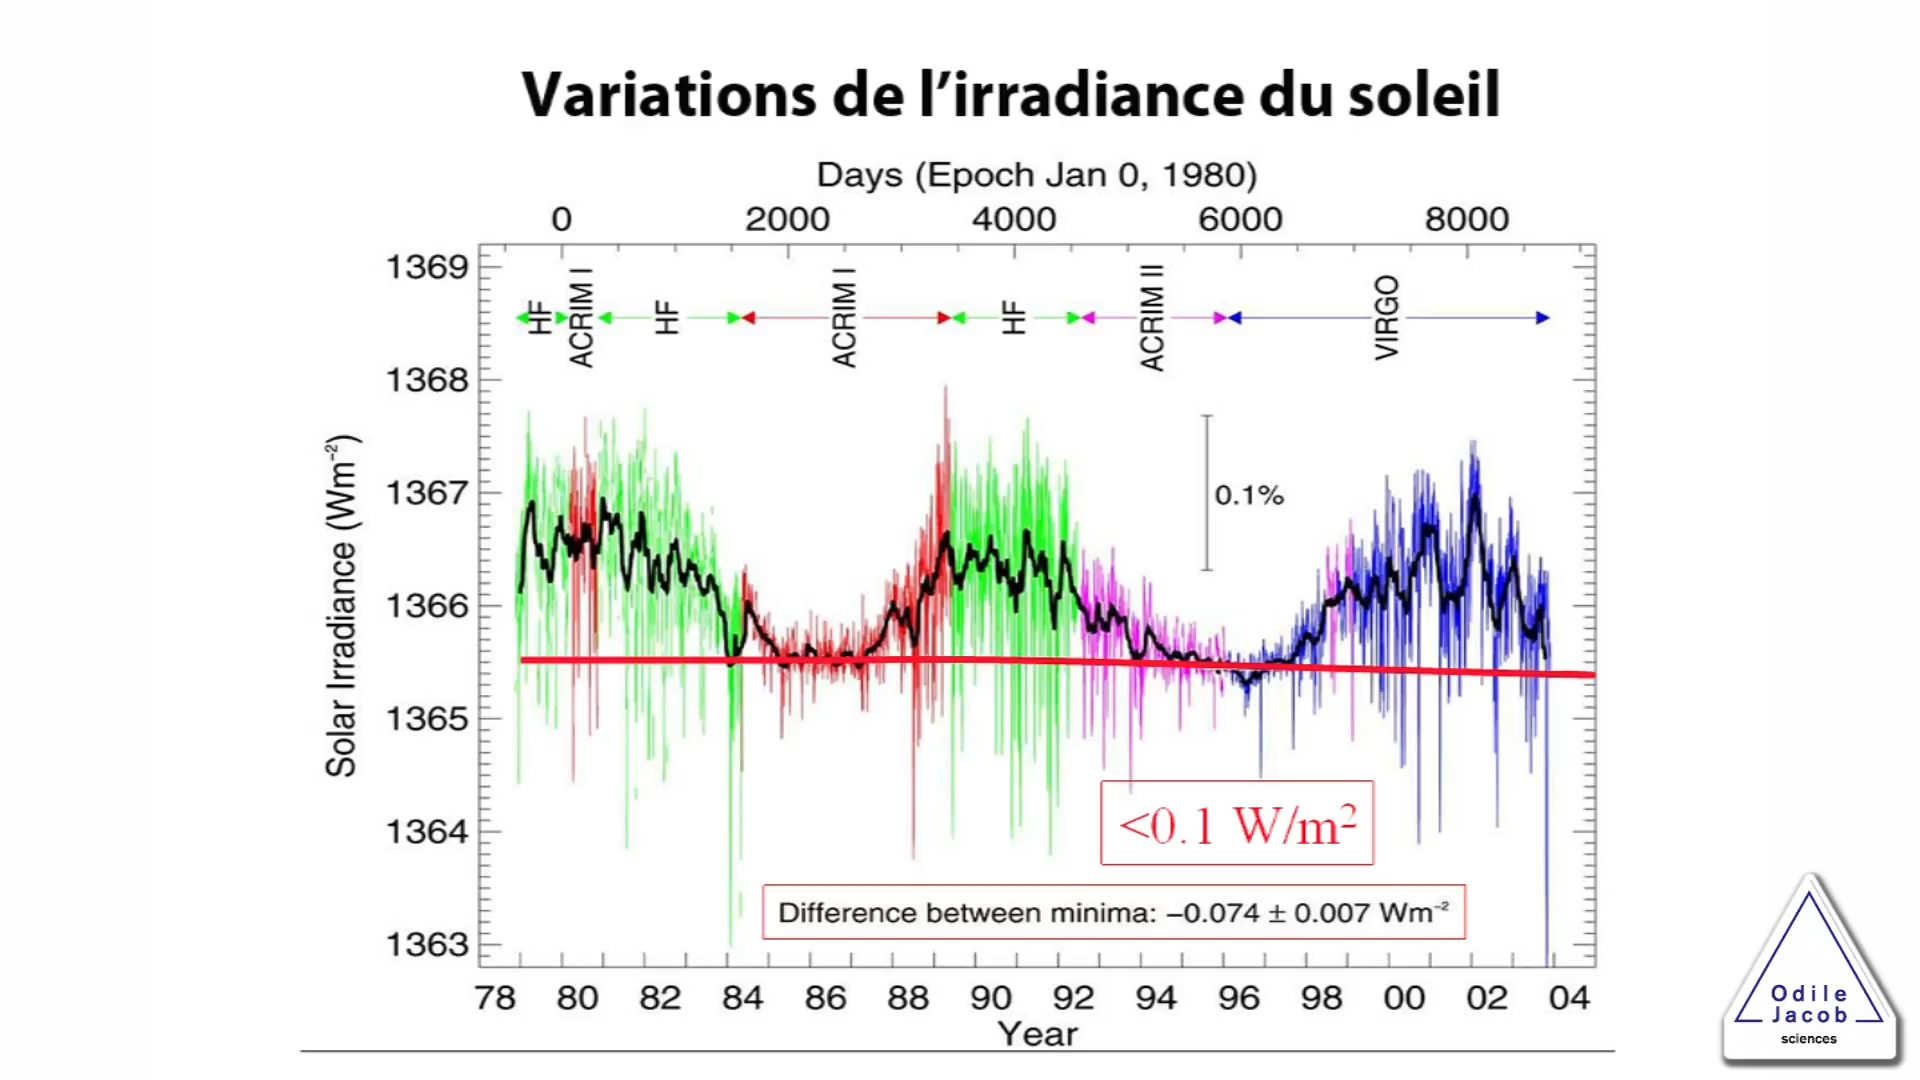 Variations de l'irradiance du soleil
Days (Epoch Jan 0, 1980)
0 2000 4000 6000 8000
1369
1368
1367
1366
1365
1364
1363
Solar Irradiance (Wm⁻²)
HF
ACRIM I
HF
ACRIM I
HF
ACRIM II
VIRGO
0.1%
<0.1 W/m²
Difference between minima: −0.074 ± 0.007 Wm⁻²
78 80 82 84 86 88 90 92 94 96 98 00 02 04
Year
Odile
Jacob
sciences